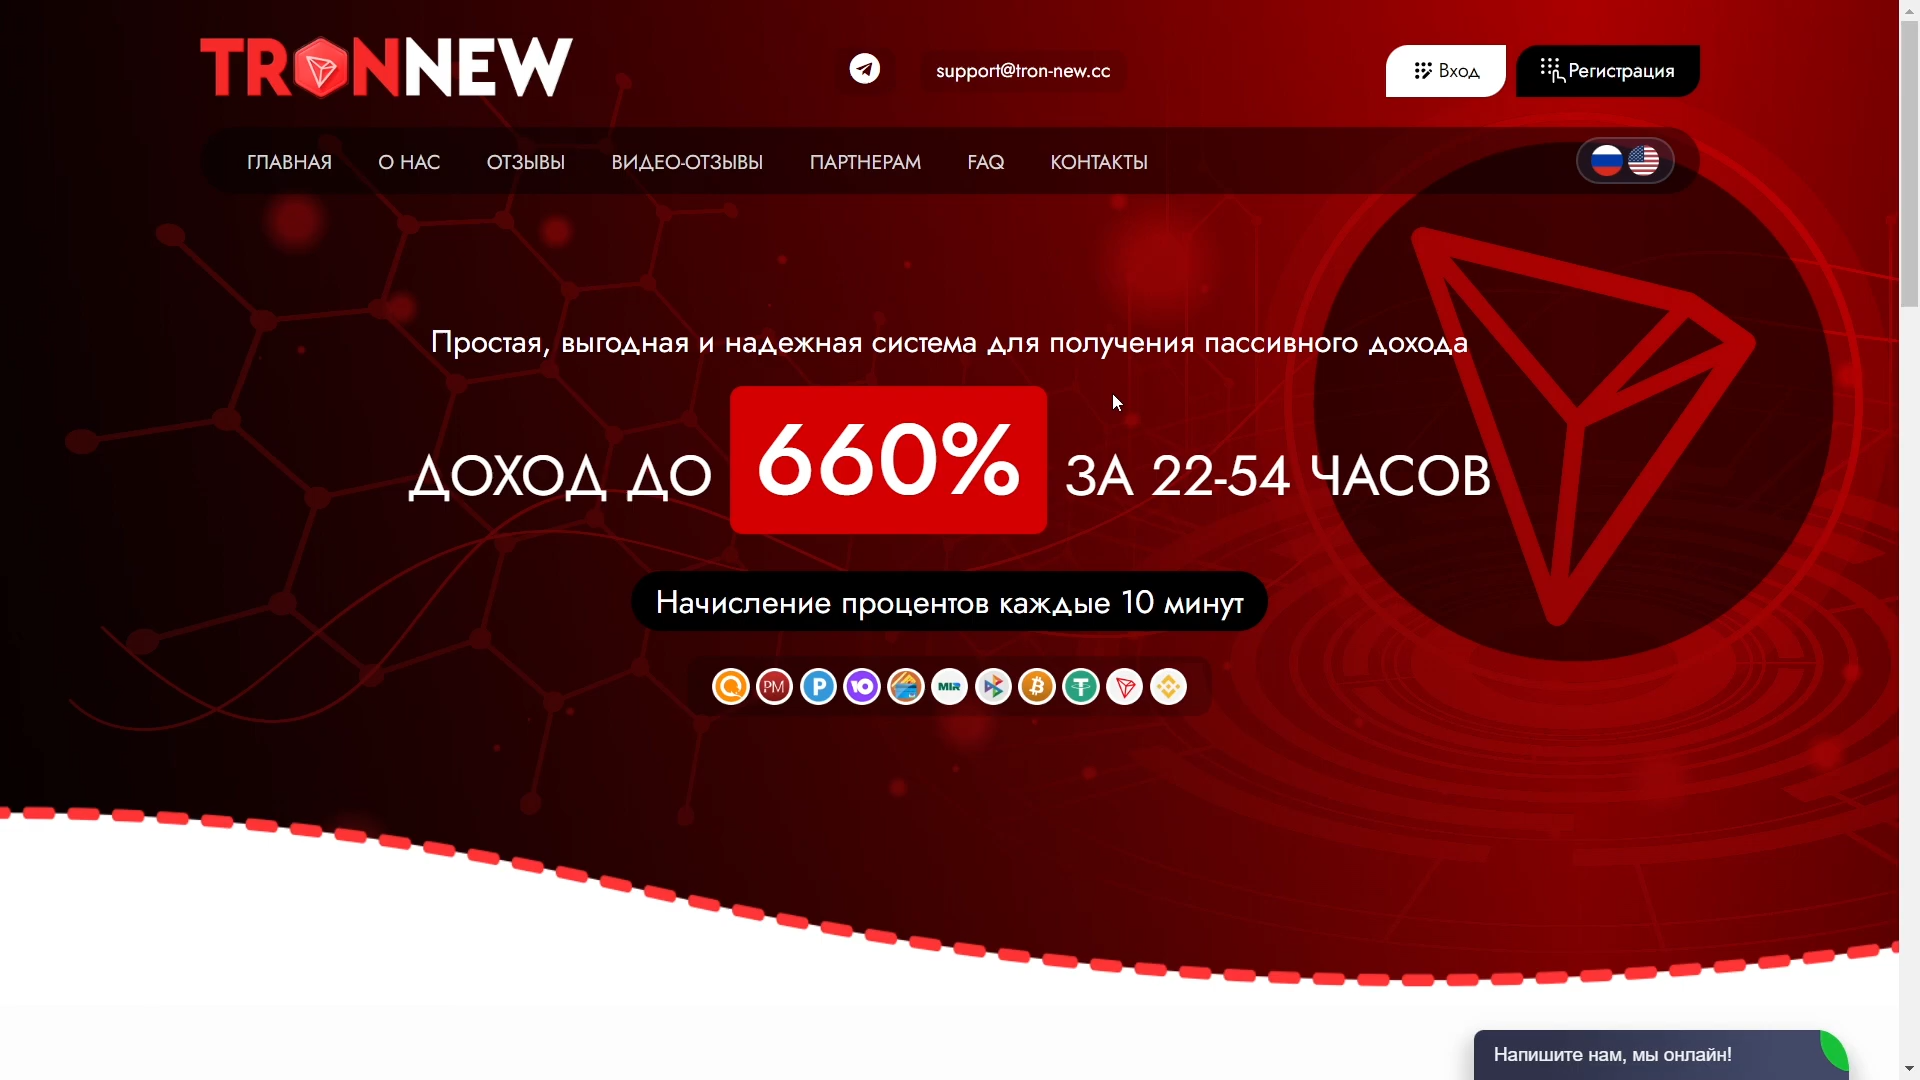 TRONNEW
support@tron-new.cc
Вход
Регистрация
ГЛАВНАЯ О НАС ОТЗЫВЫ ВИДЕО-ОТЗЫВЫ ПАРТНЕРАМ FAQ КОНТАКТЫ
Простая, выгодная и надежная система для получения пассивного дохода
ДОХОД ДО 660% ЗА 22-54 ЧАСОВ
Начисление процентов каждые 10 минут
PM P Ю MIR
Напишите нам, мы онлайн!